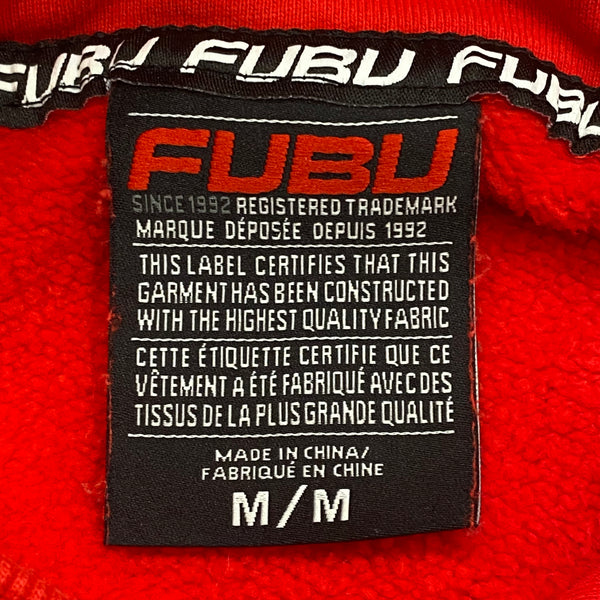 FUBU FUBU FUBU
FUBU
SINCE 1992 REGISTERED TRADEMARK
MARQUE DÉPOSÉE DEPUIS 1992
THIS LABEL CERTIFIES THAT THIS
GARMENT HAS BEEN CONSTRUCTED
WITH THE HIGHEST QUALITY FABRIC
CETTE ÉTIQUETTE CERTIFIE QUE CE
VÊTEMENT A ÉTÉ FABRIQUÉ AVEC DES
TISSUS DE LA PLUS GRANDE QUALITÉ
MADE IN CHINA/
FABRIQUÉ EN CHINE
M/M